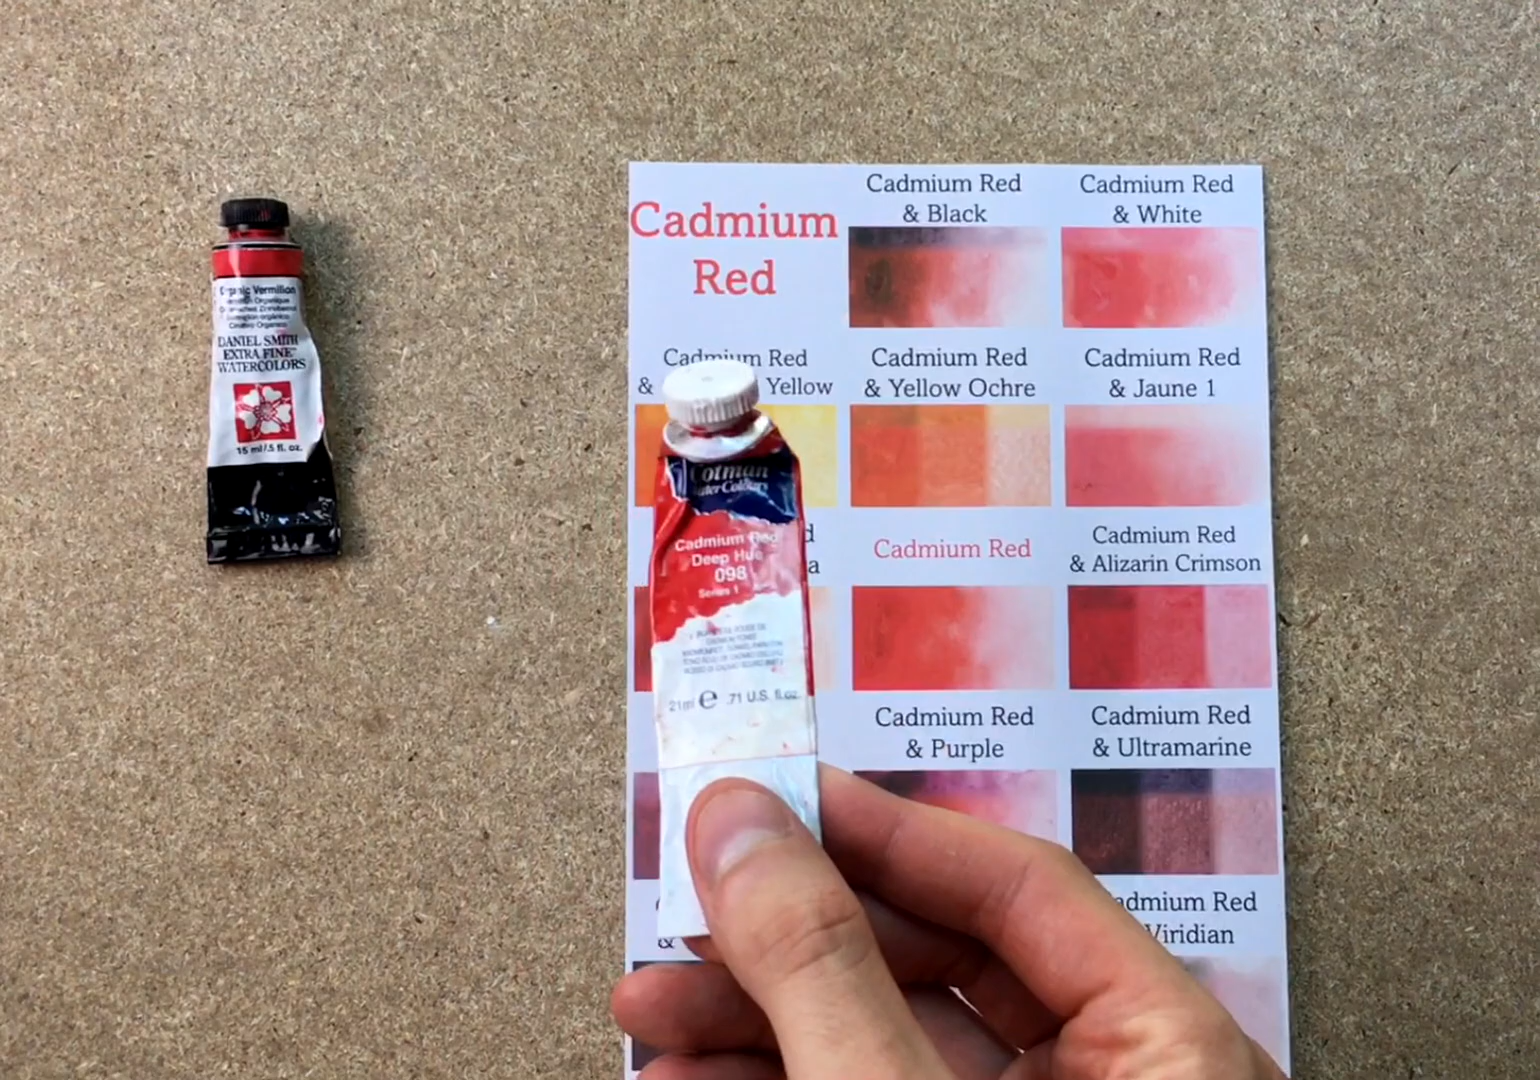 Organic Vermilion
DANIEL SMITH
EXTRA FINE
WATERCOLORS
15 ml/.5 fl. oz.
Cadmium
Red
Cadmium Red
& Black
Cadmium Red
& White
Cadmium Red
& Yellow
Cadmium Red
& Yellow Ochre
Cadmium Red
& Jaune 1
Cotman
Water Colours
Cadmium Red
Deep Hue
098
Series 1
21ml e .71 U.S. fl.oz.
Cadmium Red
Cadmium Red
& Alizarin Crimson
Cadmium Red
& Purple
Cadmium Red
& Ultramarine
&
Cadmium Red
Viridian